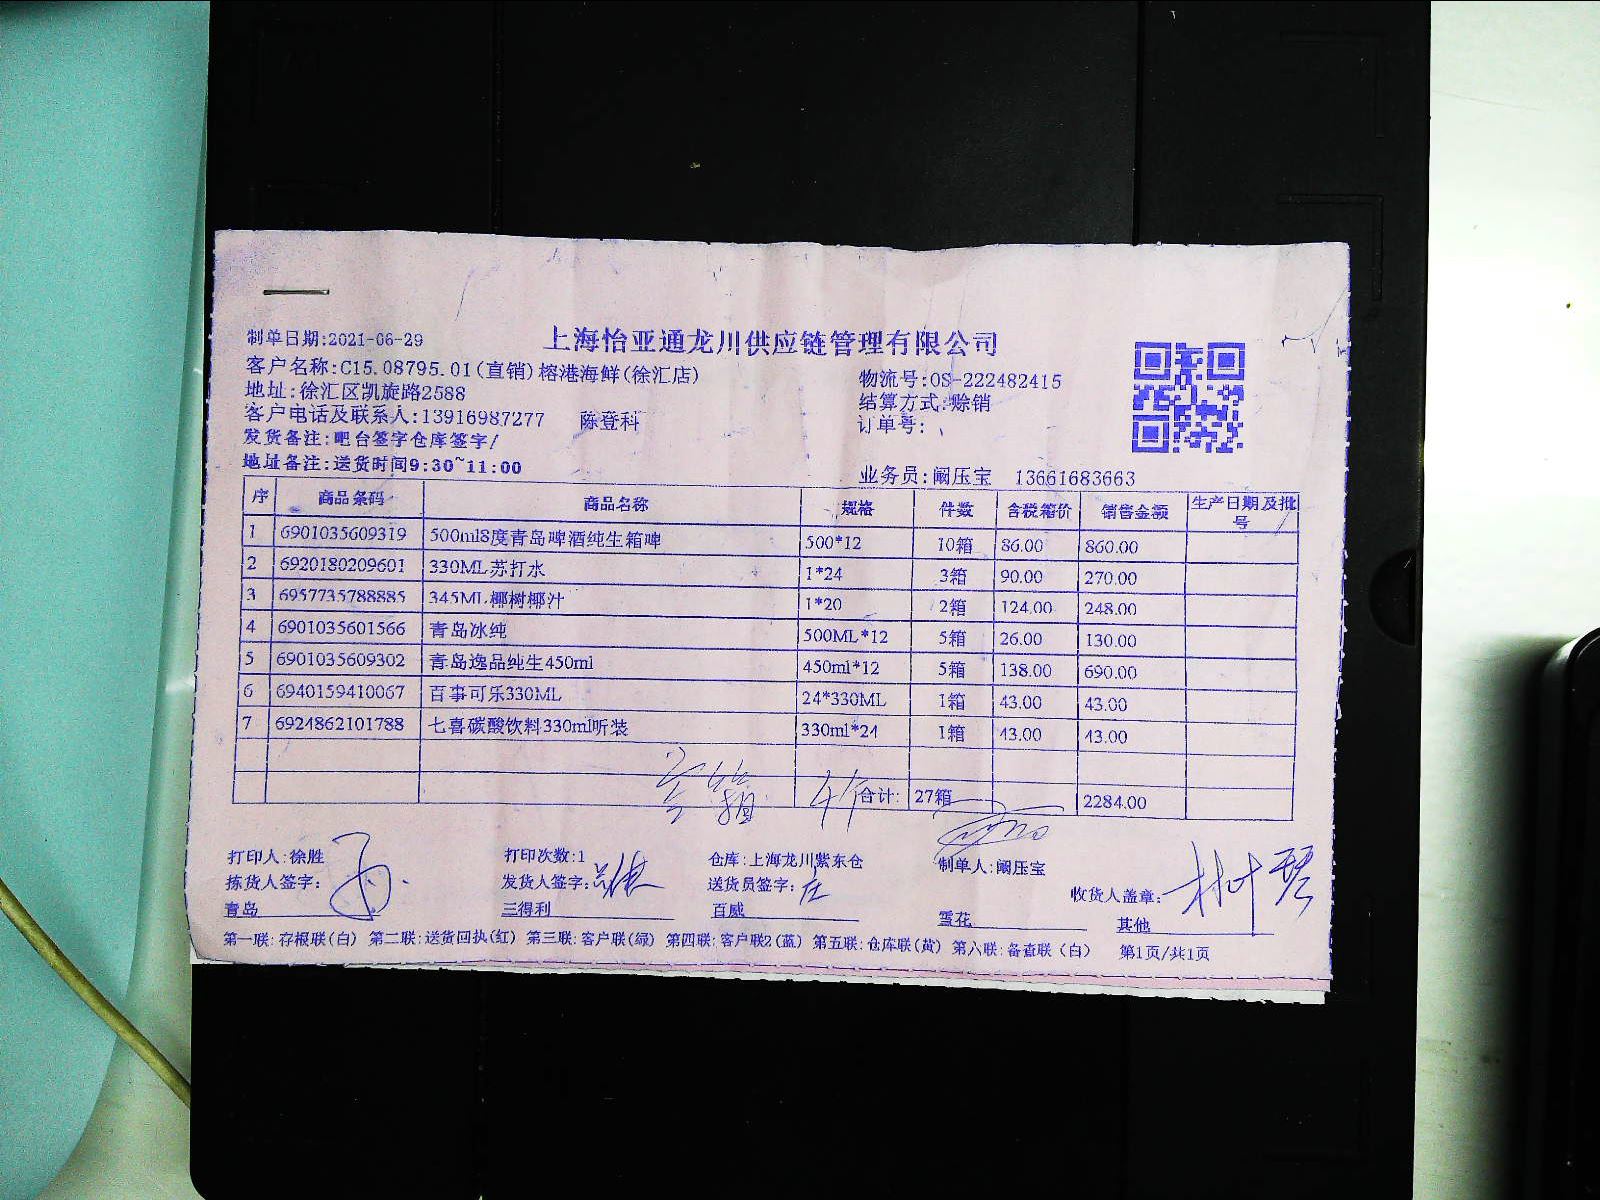 制单日期:2021-06-29
上海怡亚通龙川供应链管理有限公司
客户名称:C15.08795.01(直销)榕港海鲜(徐汇店)
物流号:OS-222482415
地址:徐汇区凯旋路2588
结算方式:赊销
客户电话及联系人:13916987277 陈登科
订单号:
发货备注:吧台签字仓库签字/
地址备注:送货时间9:30~11:00
业务员:阚压宝 13661683663
序 商品条码 商品名称 规格 件数 含税箱价 销售金额 生产日期及批号
1 6901035609319 500ml8度青岛啤酒纯生箱啤 500*12 10箱 86.00 860.00
2 6920180209601 330ML苏打水 1*24 3箱 90.00 270.00
3 6957735788885 345ML椰树椰汁 1*20 2箱 124.00 248.00
4 6901035601566 青岛冰纯 500ML*12 5箱 26.00 130.00
5 6901035609302 青岛逸品纯生450ml 450ml*12 5箱 138.00 690.00
6 6940159410067 百事可乐330ML 24*330ML 1箱 43.00 43.00
7 6924862101788 七喜碳酸饮料330ml听装 330ml*24 1箱 43.00 43.00
合计: 27箱 2284.00
打印人:徐胜 打印次数:1 仓库:上海龙川紫东仓 制单人:阚压宝
拣货人签字: 发货人签字: 送货员签字: 收货人盖章:
青岛 三得利 百威 雪花 其他
第一联:存根联(白) 第二联:送货回执(红) 第三联:客户联(绿) 第四联:客户联2(蓝) 第五联:仓库联(黄) 第六联:备查联(白) 第1页/共1页